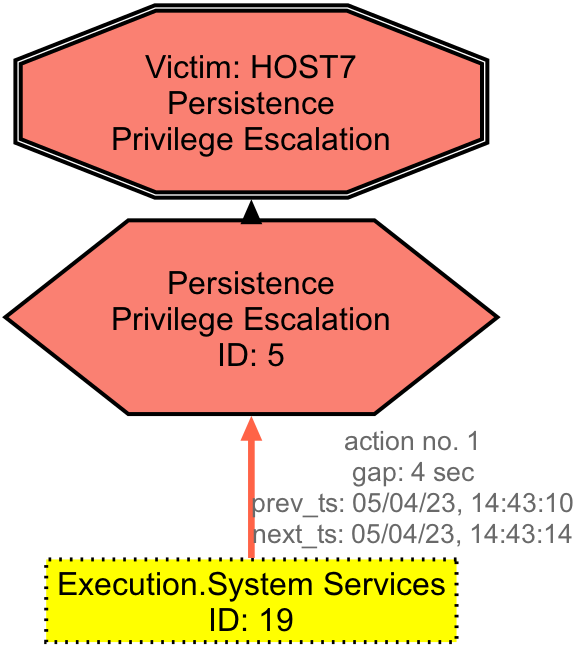 Victim: HOST7
Persistence
Privilege Escalation
Persistence
Privilege Escalation
ID: 5
action no. 1
gap: 4 sec
prev_ts: 05/04/23, 14:43:10
next_ts: 05/04/23, 14:43:14
Execution.System Services
ID: 19